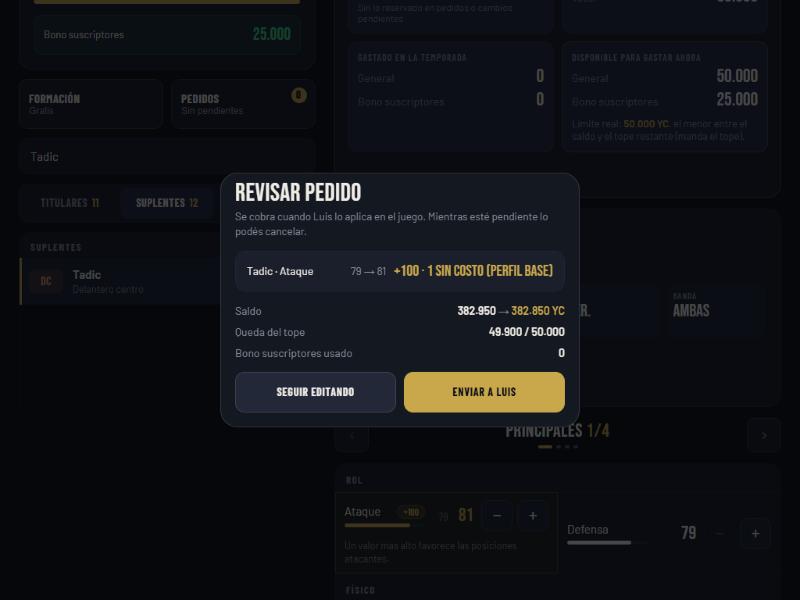 Bono suscriptores 25.000
FORMACIÓN
Gratis
PEDIDOS
Sin pendientes
0
Tadic
TITULARES 11
SUPLENTES 12
SUPLENTES
DC
Tadic
Delantero centro
Sin lo reservado en pedidos o cambios
pendientes
GASTADO EN LA TEMPORADA
General 0
Bono suscriptores 0
DISPONIBLE PARA GASTAR AHORA
General 50.000
Bono suscriptores 25.000
Límite real: 50.000 YC, el menor entre el
saldo y el tope restante (manda el tope).
REVISAR PEDIDO
Se cobra cuando Luis lo aplica en el juego. Mientras esté pendiente lo
podés cancelar.
Tadic · Ataque 79 → 81 +100 · 1 SIN COSTO (PERFIL BASE)
Saldo 382.950 → 382.850 YC
Queda del tope 49.900 / 50.000
Bono suscriptores usado 0
SEGUIR EDITANDO
ENVIAR A LUIS
BANDA
AMBAS
‹
PRINCIPALES 1/4
›
ROL
Ataque +100 79 81 − +
Un valor mas alto favorece las posiciones
atacantes.
Defensa 79 − +
FÍSICO